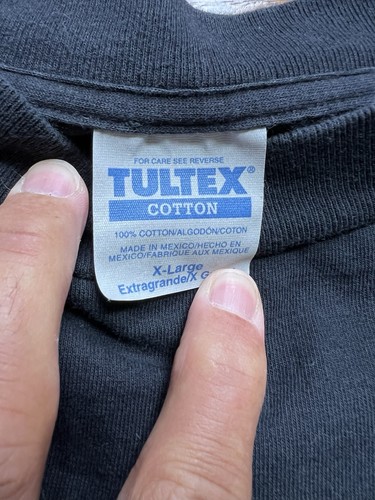 FOR CARE SEE REVERSE
TULTEX®
COTTON
100% COTTON/ALGODÓN/COTON
MADE IN MEXICO/HECHO EN
MEXICO/FABRIQUE AUX MEXIQUE
X-Large
Extragrande/X G